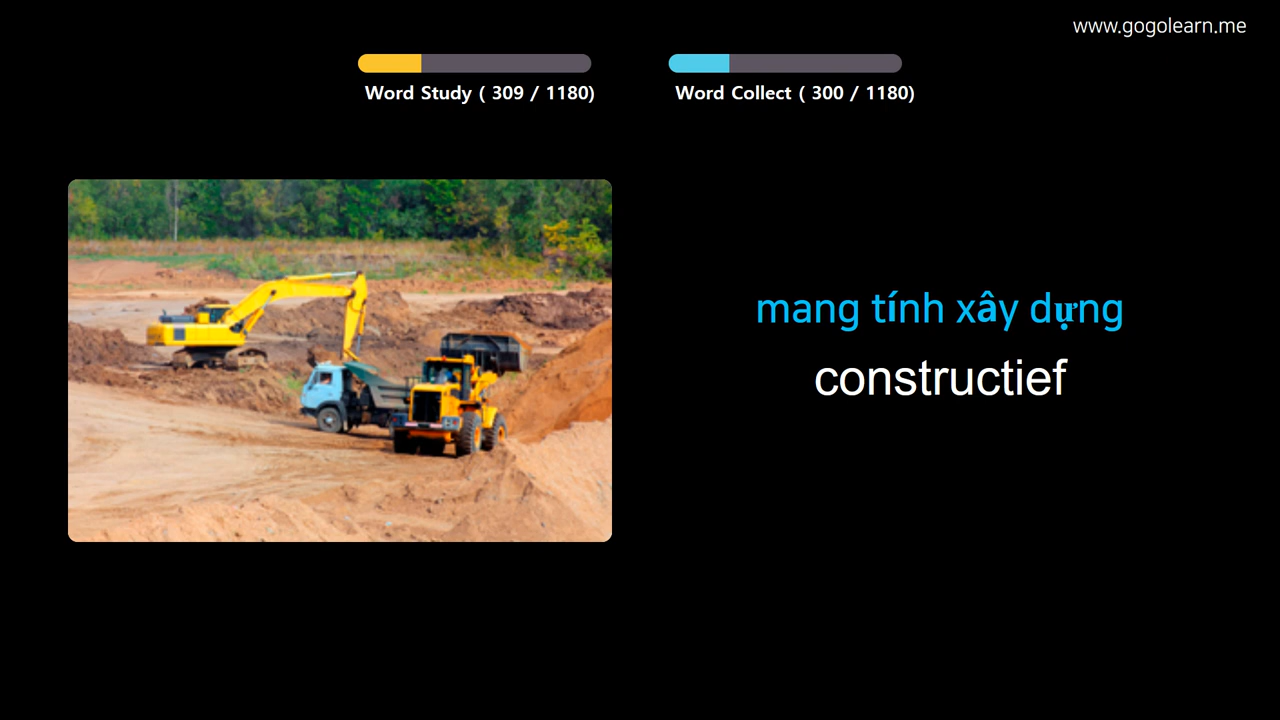 www.gogolearn.me
Word Study ( 309 / 1180)
Word Collect ( 300 / 1180)
mang tính xây dựng
constructief